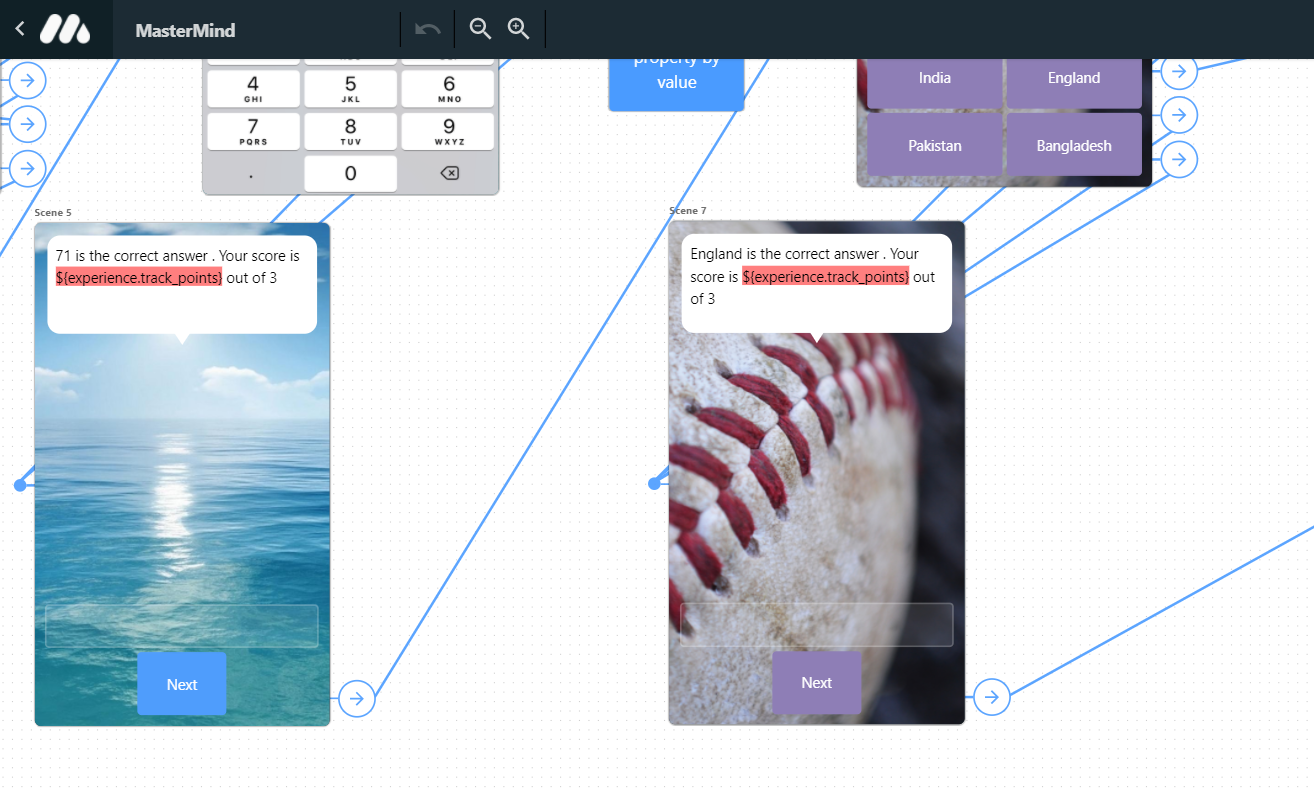 MasterMind
4 5 6
GHI JKL MNO
7 8 9
PQRS TUV WXYZ
. 0
property by
value
India England
Pakistan Bangladesh
Scene 5
71 is the correct answer . Your score is
${experience.track_points} out of 3
Next
Scene 7
England is the correct answer . Your
score is ${experience.track_points} out
of 3
Next